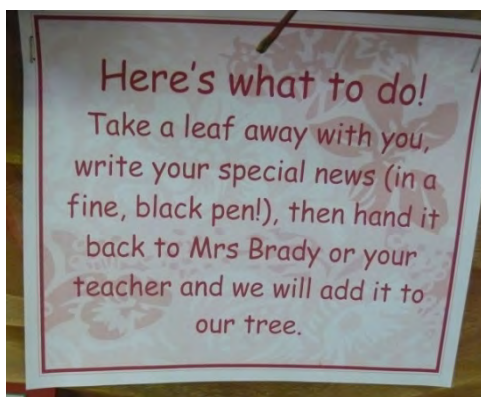 Here's what to do!
Take a leaf away with you,
write your special news (in a
fine, black pen!), then hand it
back to Mrs Brady or your
teacher and we will add it to
our tree.